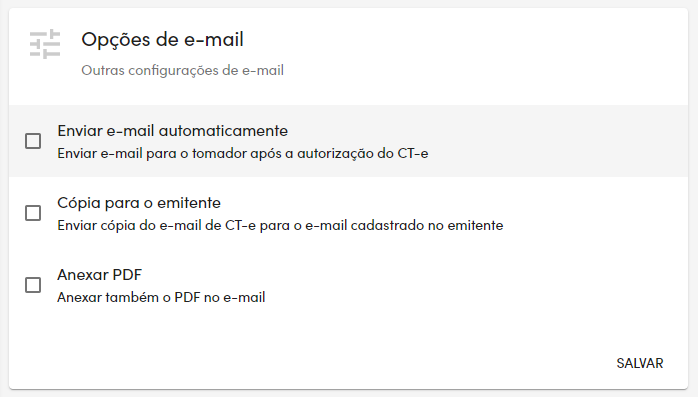 Opções de e-mail
Outras configurações de e-mail
Enviar e-mail automaticamente
Enviar e-mail para o tomador após a autorização do CT-e
Cópia para o emitente
Enviar cópia do e-mail de CT-e para o e-mail cadastrado no emitente
Anexar PDF
Anexar também o PDF no e-mail
SALVAR